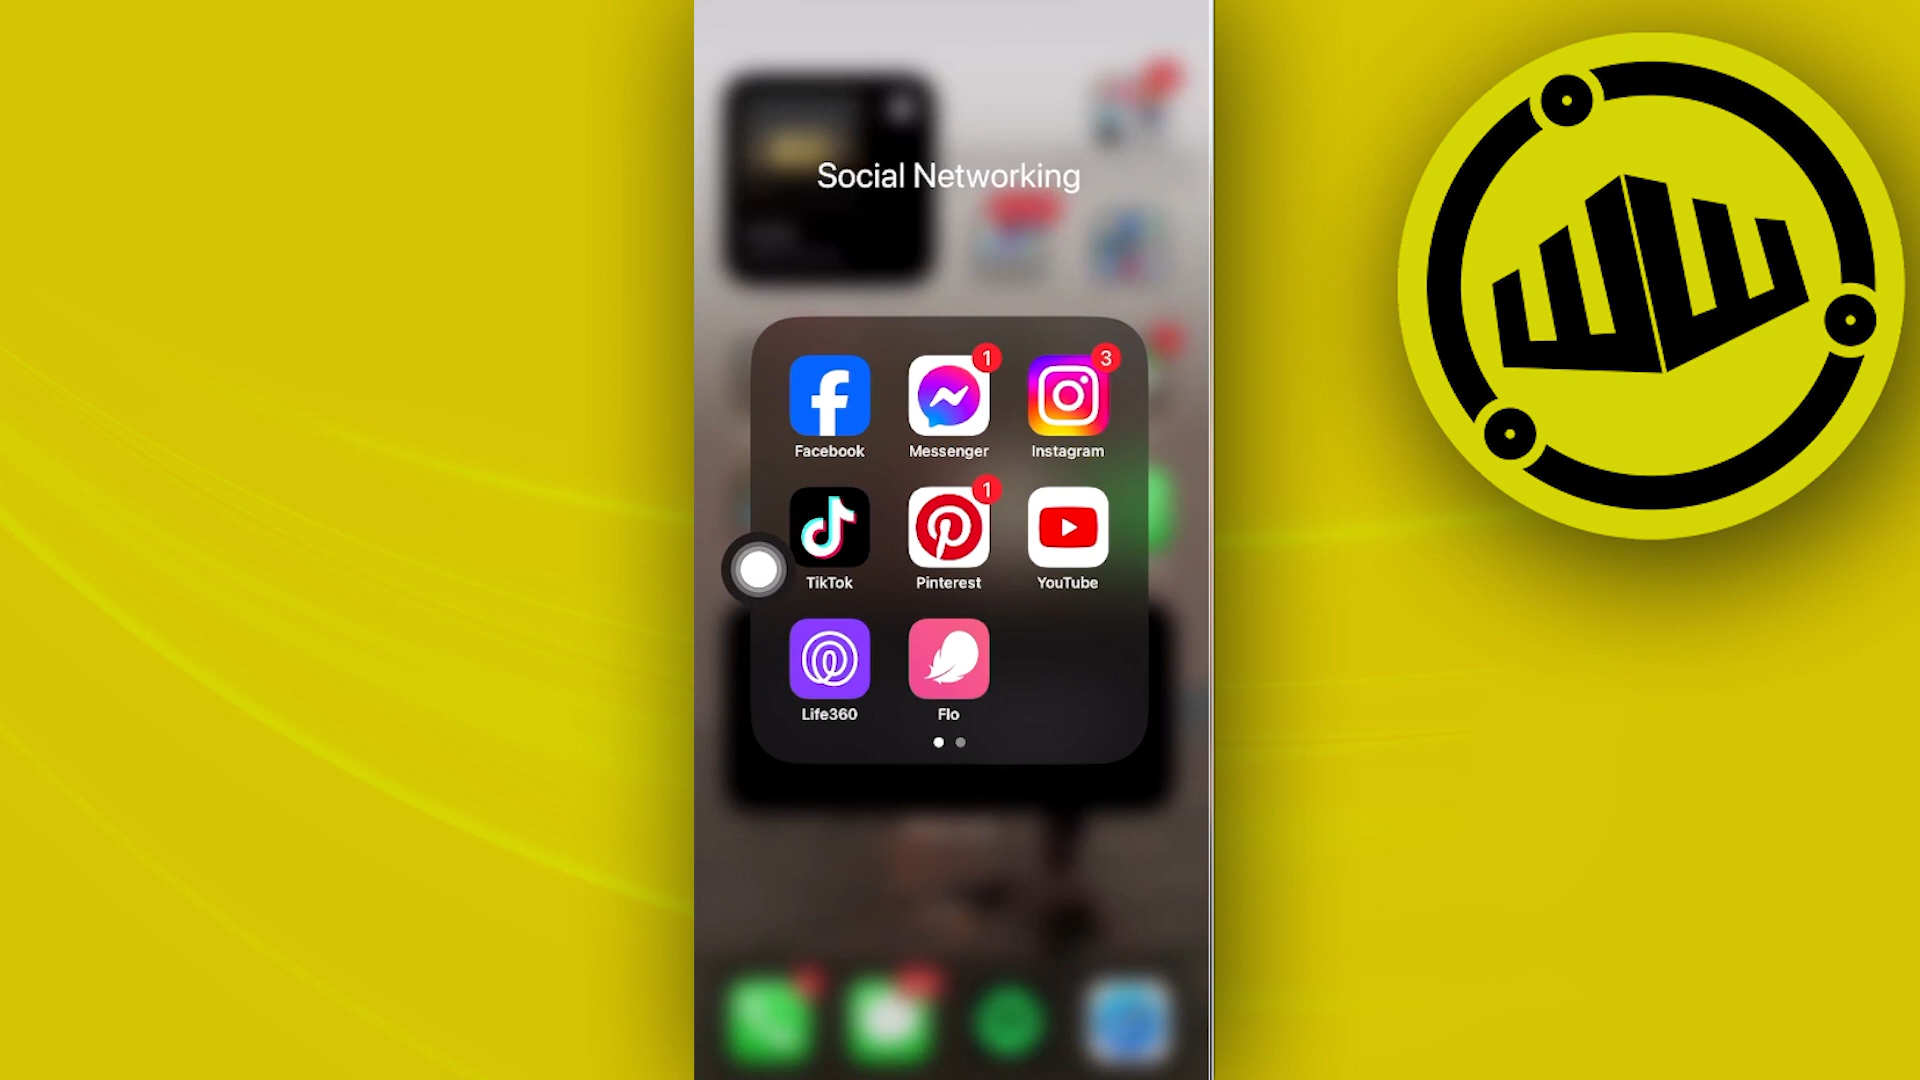 Social Networking
1
3
Facebook Messenger Instagram
1
TikTok Pinterest YouTube
Life360 Flo